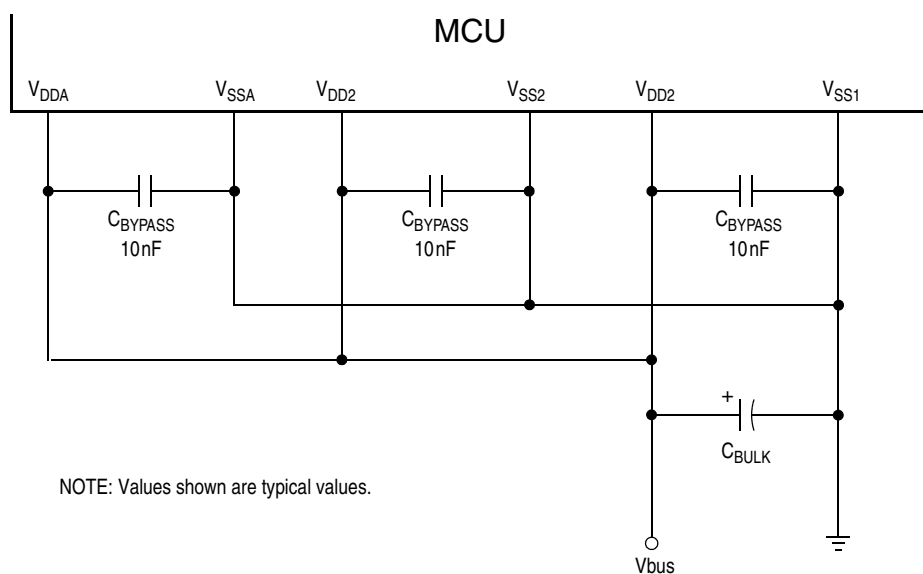 MCU
VDDA VSSA VDD2 VSS2 VDD2 VSS1
CBYPASS CBYPASS CBYPASS
10nF 10nF 10nF
+
CBULK
NOTE: Values shown are typical values.
Vbus